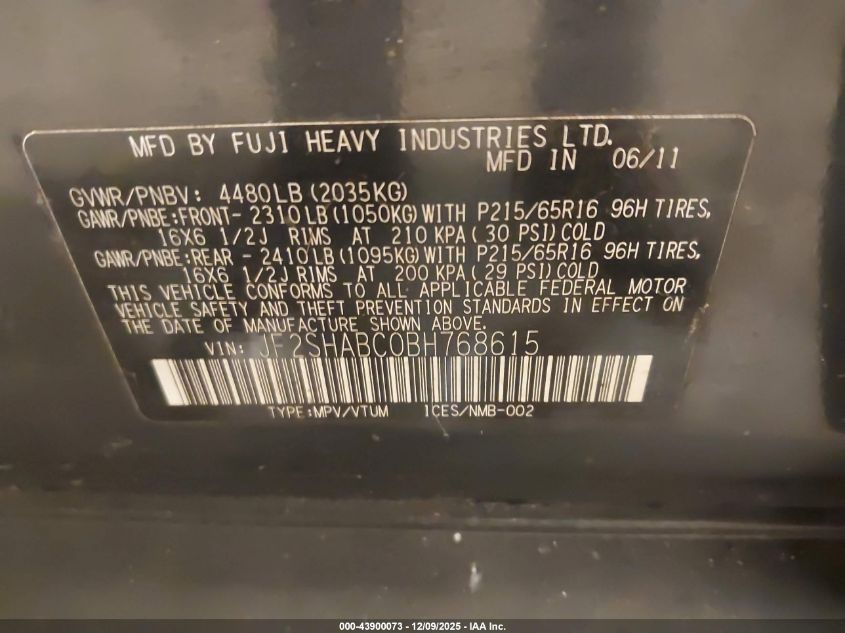 MFD BY FUJI HEAVY INDUSTRIES LTD.
MFD IN 06/11
GVWR/PNBV: 4480LB(2035KG)
GAWR/PNBE:FRONT- 2310LB(1050KG)WITH P215/65R16 96H TIRES,
16X6 1/2J RIMS AT 210 KPA(30 PSI)COLD
GAWR/PNBE:REAR - 2410LB(1095KG)WITH P215/65R16 96H TIRES,
16X6 1/2J RIMS AT 200 KPA(29 PSI)COLD
THIS VEHICLE CONFORMS TO ALL APPLICABLE FEDERAL MOTOR
VEHICLE SAFETY AND THEFT PREVENTION STANDARDS IN EFFECT ON
THE DATE OF MANUFACTURE SHOWN ABOVE.
VIN: JF2SHABC0BH768615
TYPE:MPV/VTUM ICES/NMB-002
000-43900073 - 12/09/2025 - IAA Inc.